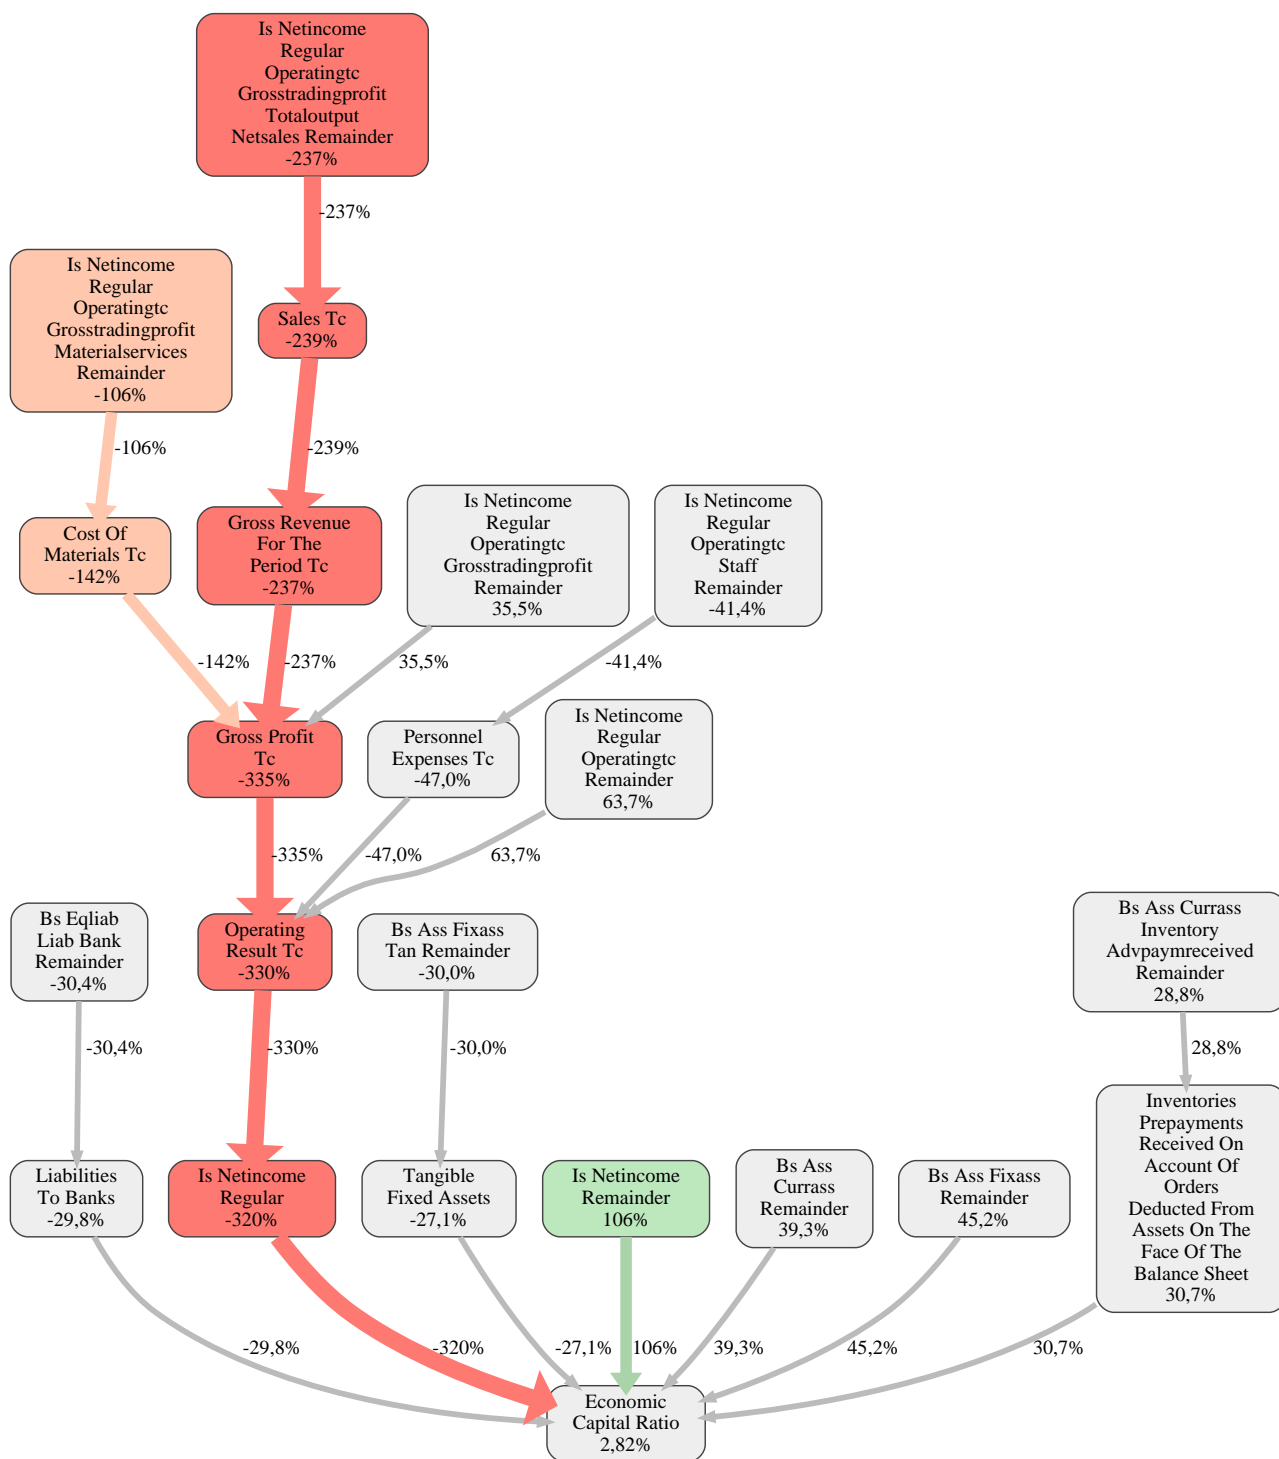 Is Netincome
Regular
Operatingtc
Grosstradingprofit
Totaloutput
Netsales Remainder
-237%
-237%
Is Netincome
Regular
Operatingtc
Grosstradingprofit
Materialservices
Remainder
-106%
Sales Tc
-239%
-106%
-239%
Cost Of
Materials Tc
-142%
Gross Revenue
For The
Period Tc
-237%
Is Netincome
Regular
Operatingtc
Grosstradingprofit
Remainder
35,5%
Is Netincome
Regular
Operatingtc
Staff
Remainder
-41,4%
-142%
-237%
35,5%
-41,4%
Gross Profit
Tc
-335%
Personnel
Expenses Tc
-47,0%
Is Netincome
Regular
Operatingtc
Remainder
63,7%
-335%
-47,0%
63,7%
Bs Eqliab
Liab Bank
Remainder
-30,4%
Operating
Result Tc
-330%
Bs Ass Fixass
Tan Remainder
-30,0%
Bs Ass Currass
Inventory
Advpaymreceived
Remainder
28,8%
-30,4%
-330%
-30,0%
28,8%
Liabilities
To Banks
-29,8%
Is Netincome
Regular
-320%
Tangible
Fixed Assets
-27,1%
Is Netincome
Remainder
106%
Bs Ass
Currass
Remainder
39,3%
Bs Ass Fixass
Remainder
45,2%
Inventories
Prepayments
Received On
Account Of
Orders
Deducted From
Assets On The
Face Of The
Balance Sheet
30,7%
-29,8%
-320%
-27,1%
106%
39,3%
45,2%
30,7%
Economic
Capital Ratio
2,82%